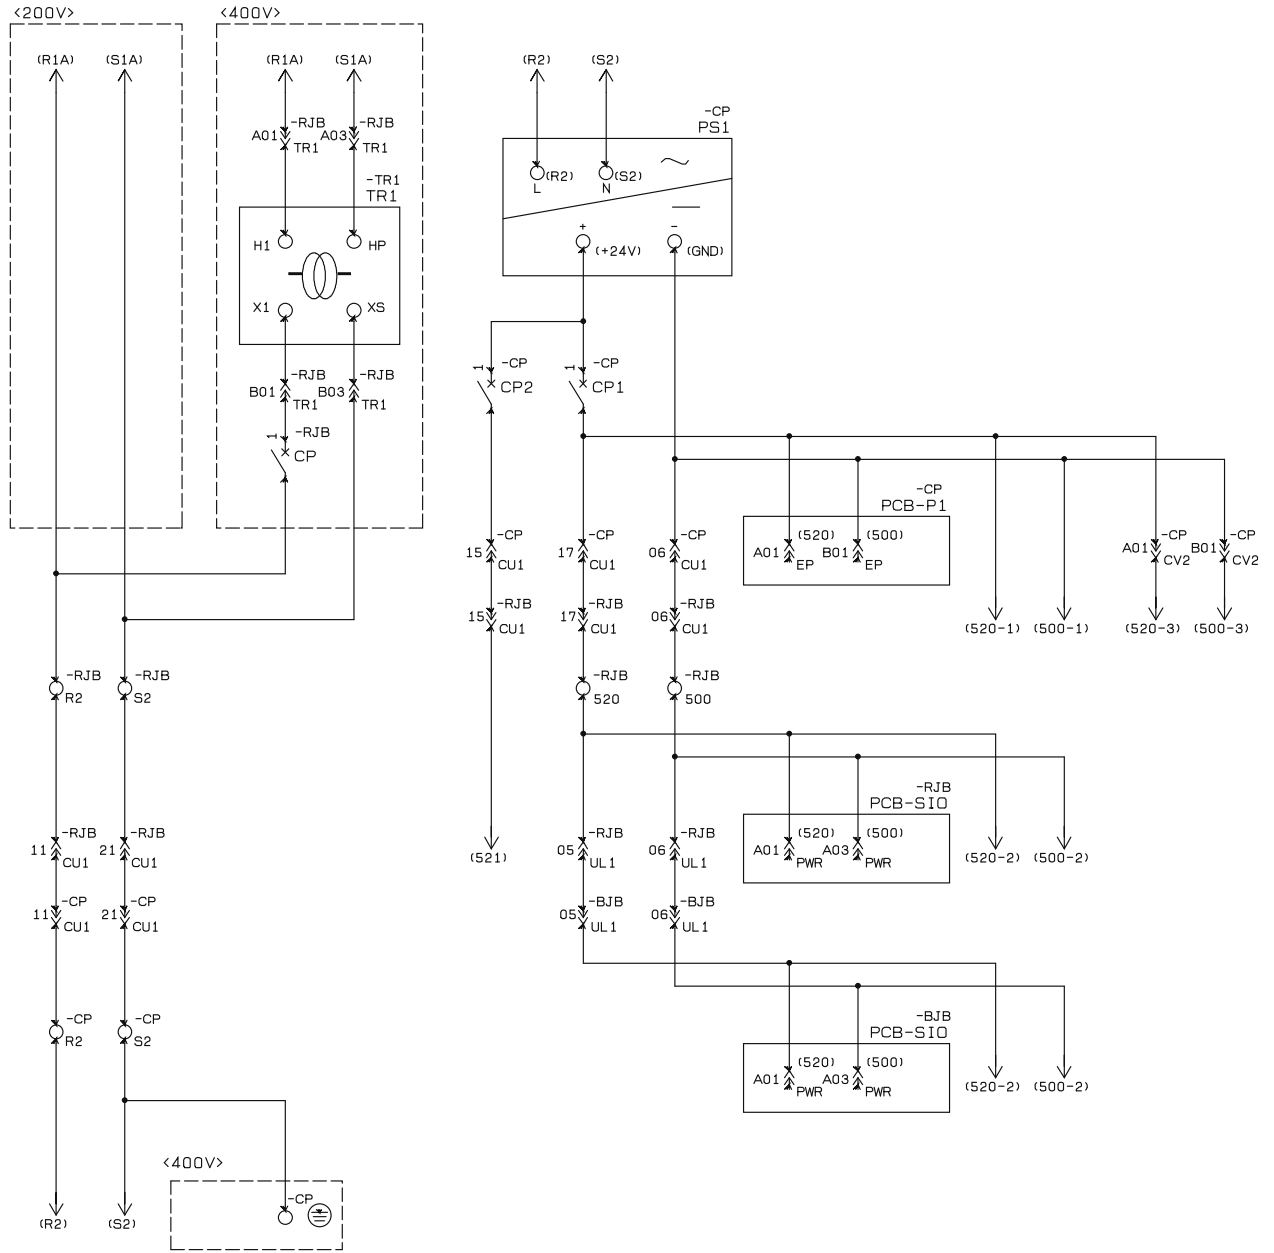 <200V>
<400V>
(R1A)
(S1A)
(R1A)
(S1A)
(R2)
(S2)
-CP
PS1
-RJB
A01
TR1
-RJB
A03
TR1
L
(R2)
N
(S2)
-TR1
TR1
+
(+24V)
-
(GND)
H1
HP
X1
XS
-RJB
B01
TR1
-RJB
B03
TR1
1
-CP
CP2
1
-CP
CP1
1
-RJB
CP
-CP
PCB-P1
-CP
15
CU1
-CP
17
CU1
-CP
06
CU1
(520)
A01
EP
(500)
B01
EP
-CP
A01
CV2
-CP
B01
CV2
-RJB
15
CU1
-RJB
17
CU1
-RJB
06
CU1
(520-1)
(500-1)
(520-3)
(500-3)
-RJB
R2
-RJB
S2
-RJB
520
-RJB
500
-RJB
PCB-SIO
-RJB
11
CU1
-RJB
21
CU1
(521)
-RJB
05
UL1
-RJB
06
UL1
(520)
A01
PWR
(500)
A03
PWR
(520-2)
(500-2)
-CP
11
CU1
-CP
21
CU1
-BJB
05
UL1
-BJB
06
UL1
-CP
R2
-CP
S2
-BJB
PCB-SIO
(520)
A01
PWR
(500)
A03
PWR
(520-2)
(500-2)
<400V>
-CP
(R2)
(S2)